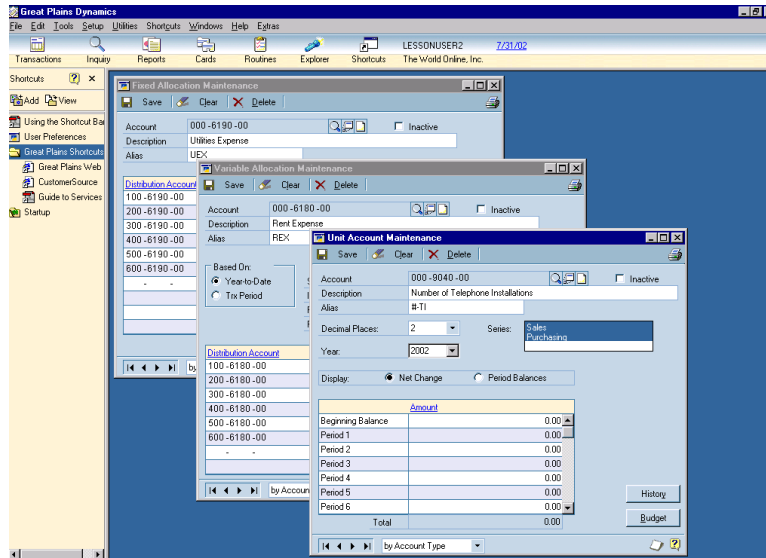 Great Plains Dynamics
File Edit Tools Setup Utilities Shortcuts Windows Help Extras
Transactions Inquiry Reports Cards Routines Explorer Shortcuts
LESSONUSER2 7/31/02
The World Online, Inc.
Shortcuts
Add View
Using the Shortcut Bar
User Preferences
Great Plains Shortcuts
Great Plains Web
CustomerSource
Guide to Services
Startup
Fixed Allocation Maintenance
Save Clear Delete
Account 000-6190-00 Inactive
Description Utilities Expense
Alias UEX
Distribution Account
100-6190-00
200-6190-00
300-6190-00
400-6190-00
500-6190-00
600-6190-00
- -
by
Variable Allocation Maintenance
Save Clear Delete
Account 000-6180-00 Inactive
Description Rent Expense
Alias REX
Based On:
Year-to-Date
Trx Period
Distribution Account
100-6180-00
200-6180-00
300-6180-00
400-6180-00
500-6180-00
600-6180-00
- -
by Accoun
Unit Account Maintenance
Save Clear Delete
Account 000-9040-00 Inactive
Description Number of Telephone Installations
Alias #-TI
Decimal Places: 2 Series: Sales
Purchasing
Year: 2002
Display: Net Change Period Balances
Amount
Beginning Balance 0.00
Period 1 0.00
Period 2 0.00
Period 3 0.00
Period 4 0.00
Period 5 0.00
Period 6 0.00
Total 0.00
History
Budget
by Account Type